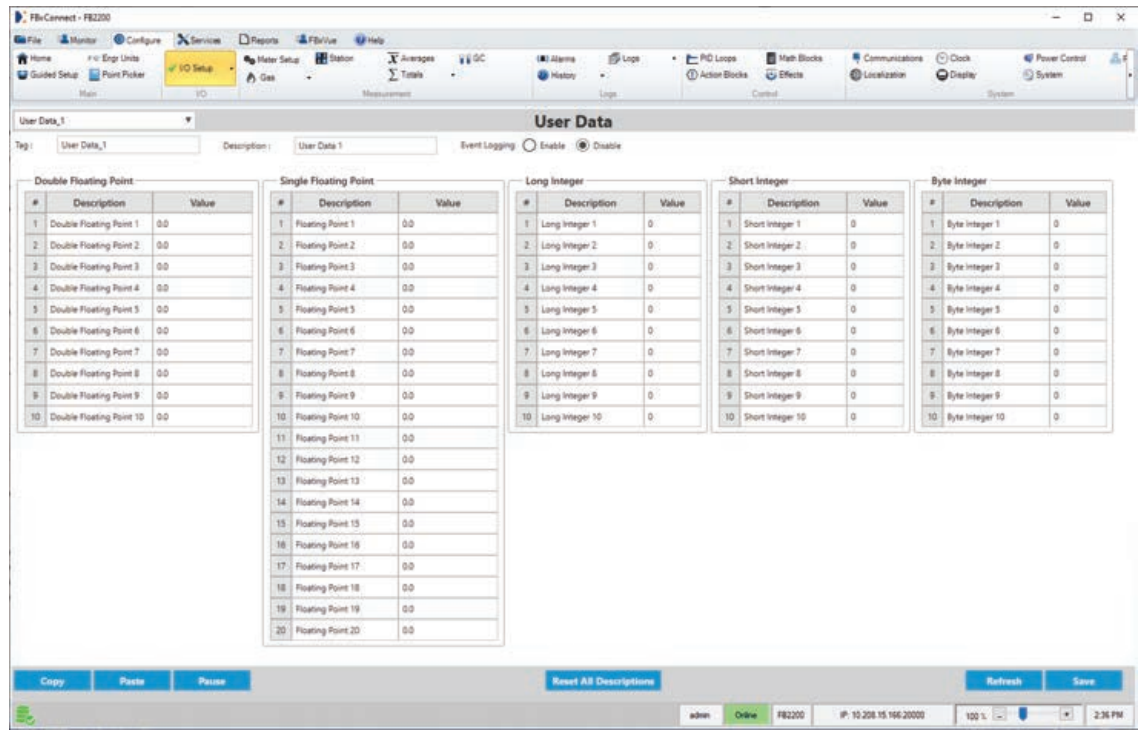 FBxConnect - FB2200
File Monitor Configure Services Reports FBxVue Help
Home Engr Units I/O Setup Meter Setup Station Averages GC Alarms Logs PID Loops Math Blocks Communications Clock Power Control
Guided Setup Point Picker Gas Totals History Action Blocks Effects Localization Display System
Main I/O Measurement Logs Control System
User Data_1 User Data
Tag : User Data_1 Description : User Data 1 Event Logging Enable Disable
Double Floating Point Single Floating Point Long Integer Short Integer Byte Integer
# Description Value # Description Value # Description Value # Description Value # Description Value
1 Double Floating Point 1 0.0 1 Floating Point 1 0.0 1 Long Integer 1 0 1 Short Integer 1 0 1 Byte Integer 1 0
2 Double Floating Point 2 0.0 2 Floating Point 2 0.0 2 Long Integer 2 0 2 Short Integer 2 0 2 Byte Integer 2 0
3 Double Floating Point 3 0.0 3 Floating Point 3 0.0 3 Long Integer 3 0 3 Short Integer 3 0 3 Byte Integer 3 0
4 Double Floating Point 4 0.0 4 Floating Point 4 0.0 4 Long Integer 4 0 4 Short Integer 4 0 4 Byte Integer 4 0
5 Double Floating Point 5 0.0 5 Floating Point 5 0.0 5 Long Integer 5 0 5 Short Integer 5 0 5 Byte Integer 5 0
6 Double Floating Point 6 0.0 6 Floating Point 6 0.0 6 Long Integer 6 0 6 Short Integer 6 0 6 Byte Integer 6 0
7 Double Floating Point 7 0.0 7 Floating Point 7 0.0 7 Long Integer 7 0 7 Short Integer 7 0 7 Byte Integer 7 0
8 Double Floating Point 8 0.0 8 Floating Point 8 0.0 8 Long Integer 8 0 8 Short Integer 8 0 8 Byte Integer 8 0
9 Double Floating Point 9 0.0 9 Floating Point 9 0.0 9 Long Integer 9 0 9 Short Integer 9 0 9 Byte Integer 9 0
10 Double Floating Point 10 0.0 10 Floating Point 10 0.0 10 Long Integer 10 0 10 Short Integer 10 0 10 Byte Integer 10 0
11 Floating Point 11 0.0
12 Floating Point 12 0.0
13 Floating Point 13 0.0
14 Floating Point 14 0.0
15 Floating Point 15 0.0
16 Floating Point 16 0.0
17 Floating Point 17 0.0
18 Floating Point 18 0.0
19 Floating Point 19 0.0
20 Floating Point 20 0.0
Copy Paste Pause Reset All Descriptions Refresh Save
admin Online FB2200 IP: 10.208.15.166:20000 100 % 2:36 PM